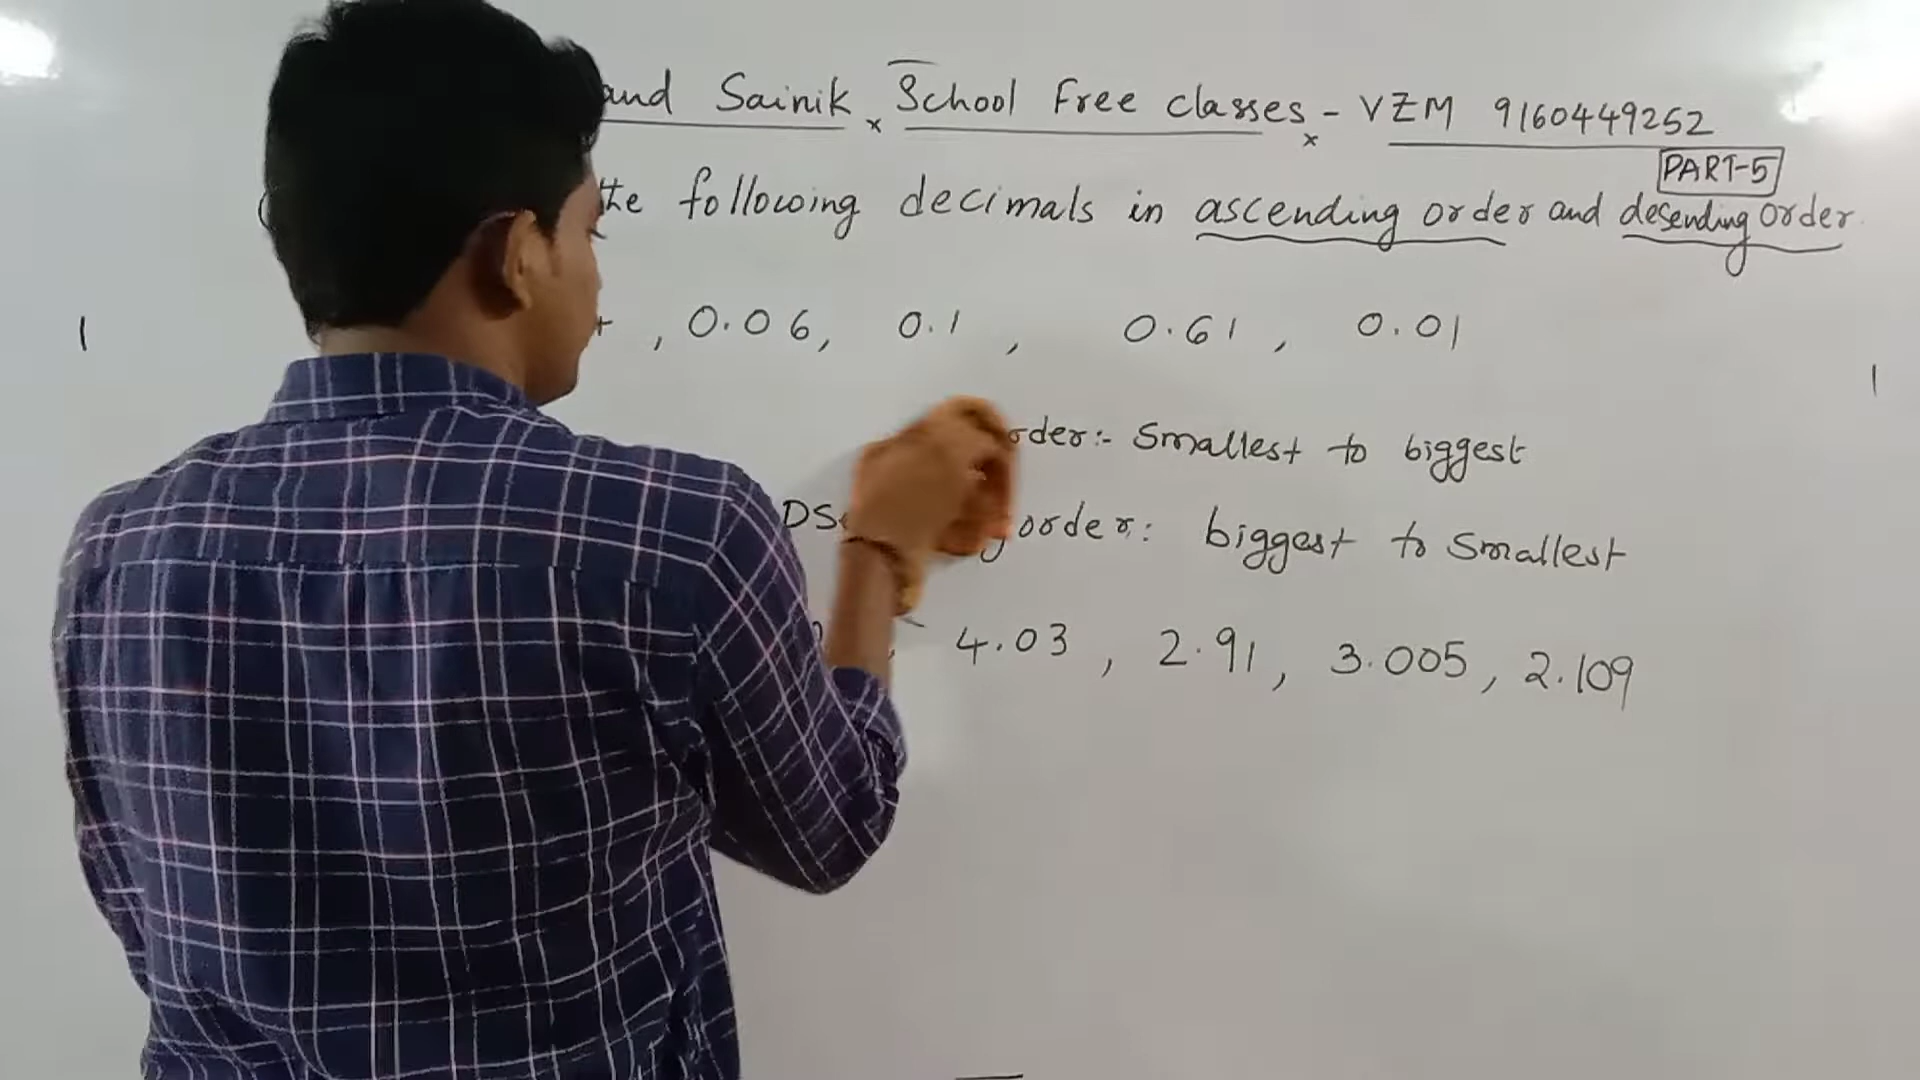 and Sainik School Free classes - VZM 9160449252
PART-5
the following decimals in ascending order and desending order.
, 0.06, 0.1, 0.61, 0.01
order:- Smallest to biggest
order: biggest to Smallest
4.03, 2.91, 3.005, 2.109